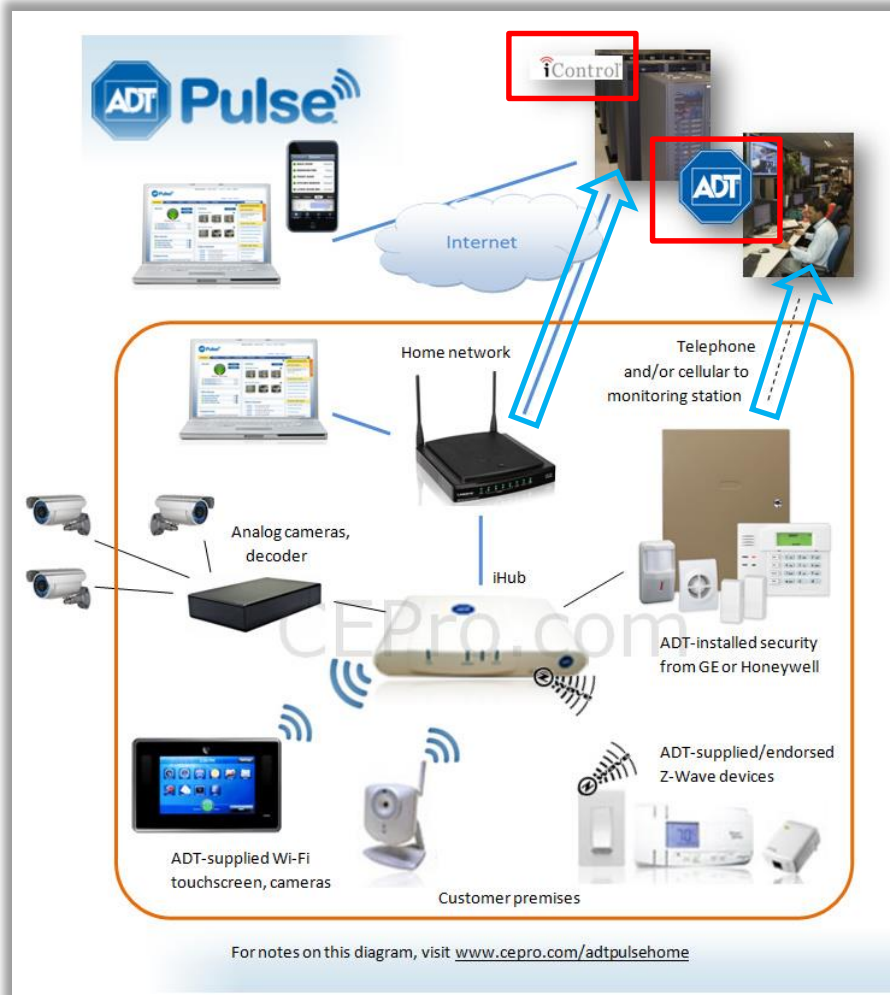 ADT Pulse
iControl
ADT
Internet
Home network
Telephone
and/or cellular to
monitoring station
Analog cameras,
decoder
iHub
CEPro.com
ADT-installed security
from GE or Honeywell
ADT-supplied/endorsed
Z-Wave devices
ADT-supplied Wi-Fi
touchscreen, cameras
Customer premises
For notes on this diagram, visit www.cepro.com/adtpulsehome